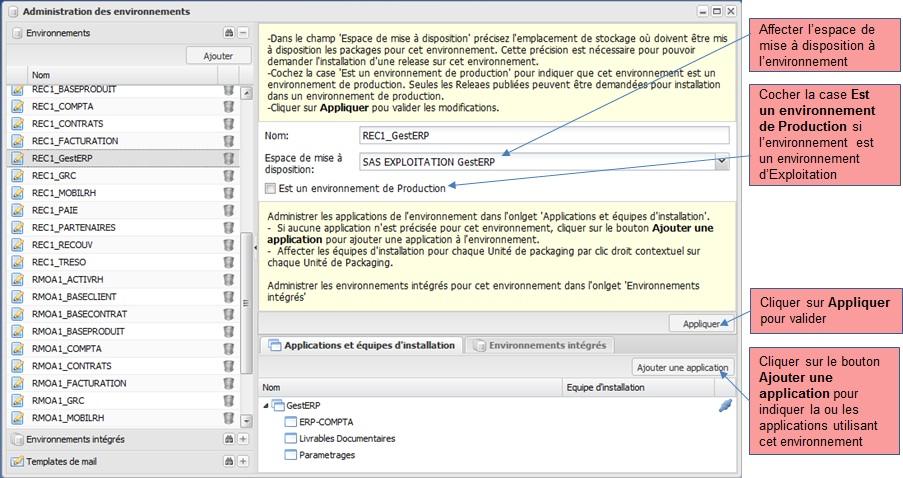 Administration des environnements
Environnements
Ajouter
Nom
REC1_BASEPRODUIT
REC1_COMPTA
REC1_CONTRATS
REC1_FACTURATION
REC1_GestERP
REC1_GRC
REC1_MOBILRH
REC1_PAIE
REC1_PARTENAIRES
REC1_RECOUV
REC1_TRESO
RMOA1_ACTIVRH
RMOA1_BASECLIENT
RMOA1_BASECONTRAT
RMOA1_BASEPRODUIT
RMOA1_COMPTA
RMOA1_CONTRATS
RMOA1_FACTURATION
RMOA1_GRC
RMOA1_MOBILRH
Environnements intégrés
Templates de mail
-Dans le champ 'Espace de mise à disposition' précisez l'emplacement de stockage où doivent être mis
à disposition les packages pour cet environnement. Cette précision est nécessaire pour pouvoir
demander l'installation d'une release sur cet environnement.
-Cochez la case 'Est un environnement de production' pour indiquer que cet environnement est un
environnement de production. Seules les Releaes publiées peuvent être demandées pour installation
dans un environnement de production.
-Cliquer sur Appliquer pou valider les modifications.
Nom:
REC1_GestERP
Espace de mise à
disposition:
SAS EXPLOITATION GestERP
Est un environnement de Production
Administrer les applications de l'environnement dans l'onglet 'Applications et équipes d'installation'.
- Si aucune application n'est précisée pour cet environnement, cliquer sur le bouton Ajouter une
application pour ajouter une application à l'environnement.
- Affecter les équipes d'installation pour chaque Unité de packaging par clic droit contextuel sur
chaque Unité de Packaging.
Administrer les environnements intégrés pour cet environnement dans l'onlget 'Environnements
intégrés'
Appliquer
Applications et équipes d'installation
Environnements intégrés
Ajouter une application
Nom
Equipe d'installation
GestERP
ERP-COMPTA
Livrables Documentaires
Parametrages
Affecter l'espace de
mise à disposition à
l'environnement
Cocher la case Est
un environnement
de Production si
l'environnement est
un environnement
d'Exploitation
Cliquer sur Appliquer
pour valider
Cliquer sur le bouton
Ajouter une
application pour
indiquer la ou les
applications utilisant
cet environnement